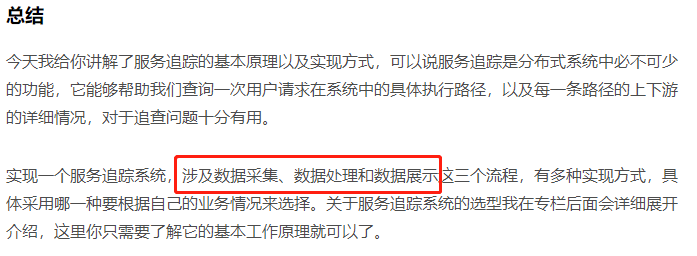 总结
今天我给你讲解了服务追踪的基本原理以及实现方式，可以说服务追踪是分布式系统中必不可少
的功能，它能够帮助我们查询一次用户请求在系统中的具体执行路径，以及每一条路径的上下游
的详细情况，对于追查问题十分有用。
实现一个服务追踪系统，涉及数据采集、数据处理和数据展示这三个流程，有多种实现方式，具
体采用哪一种要根据自己的业务情况来选择。关于服务追踪系统的选型我在专栏后面会详细展开
介绍，这里你只需要了解它的基本工作原理就可以了。